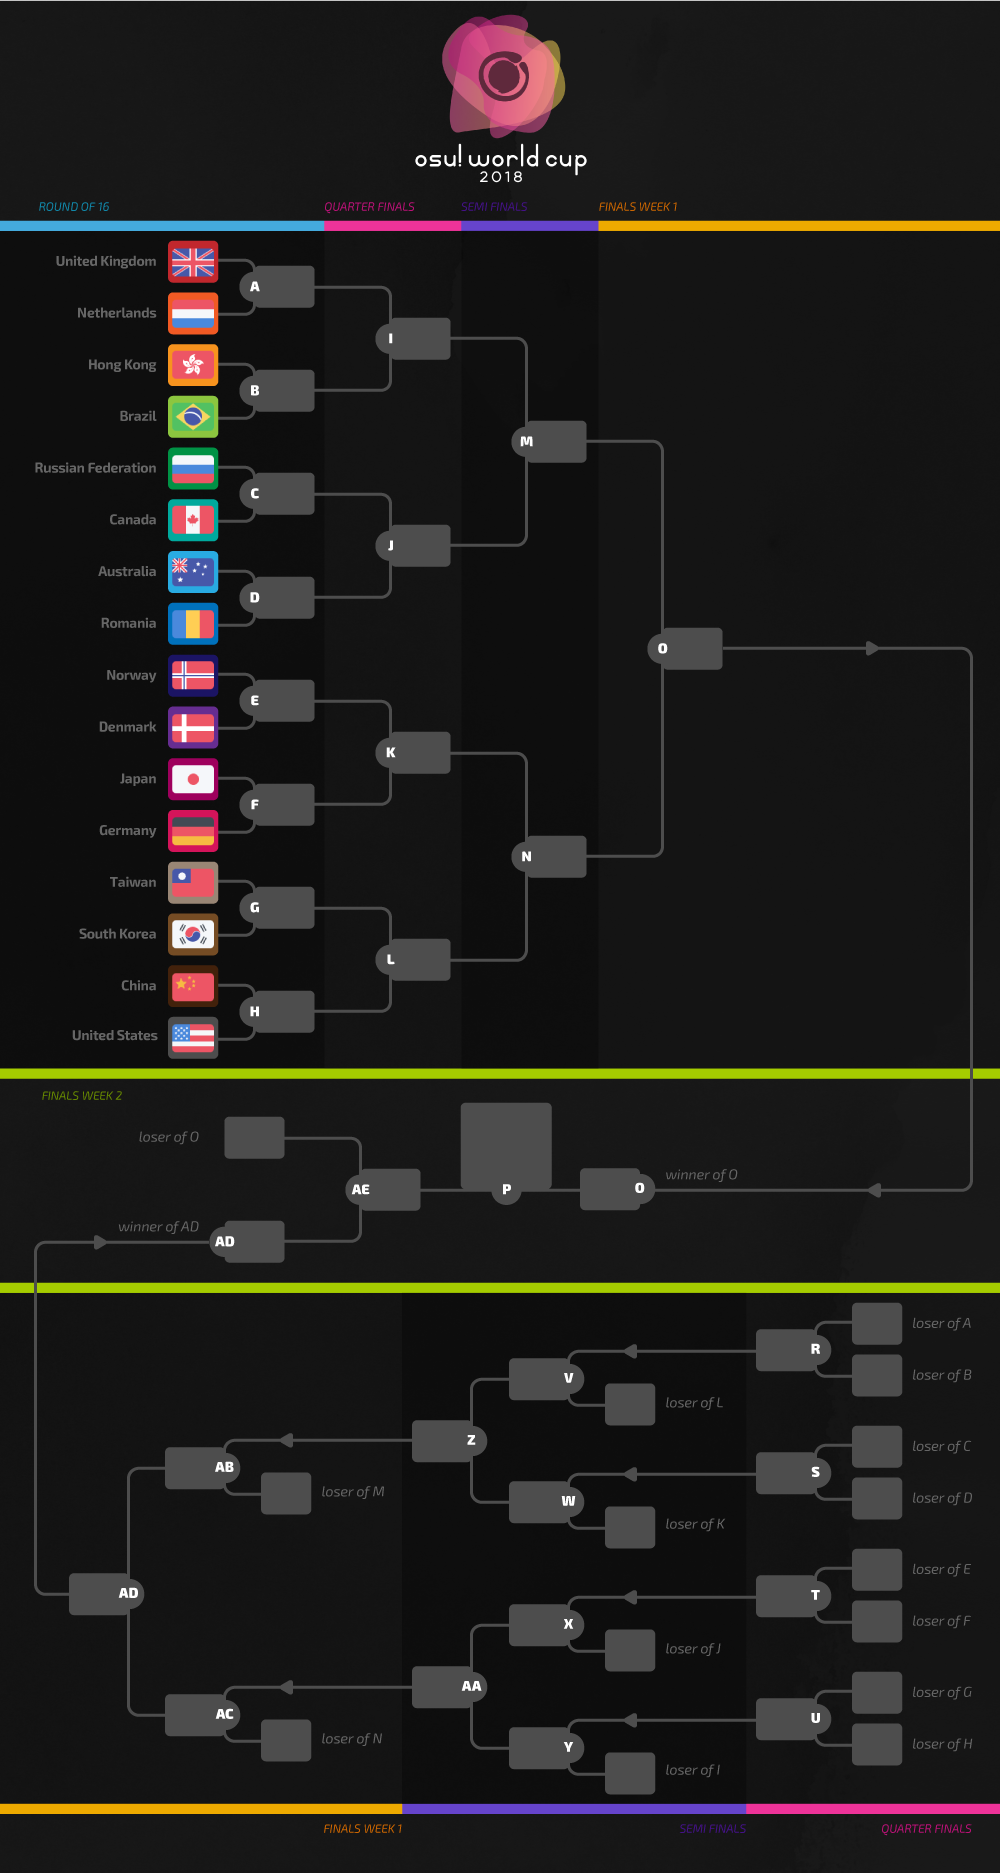 osu! world cup
2018
ROUND OF 16
QUARTER FINALS
SEMI FINALS
FINALS WEEK 1
United Kingdom
A
Netherlands
I
Hong Kong
B
Brazil
M
Russian Federation
C
Canada
J
Australia
D
Romania
O
Norway
E
Denmark
K
Japan
F
Germany
N
Taiwan
G
South Korea
L
China
H
United States
FINALS WEEK 2
loser of O
AE
P
O
winner of O
winner of AD
AD
R
loser of A
loser of B
V
loser of L
Z
S
loser of C
loser of D
AB
loser of M
W
loser of K
AD
T
loser of E
loser of F
X
loser of J
AA
U
loser of G
loser of H
AC
loser of N
Y
loser of I
FINALS WEEK 1
SEMI FINALS
QUARTER FINALS